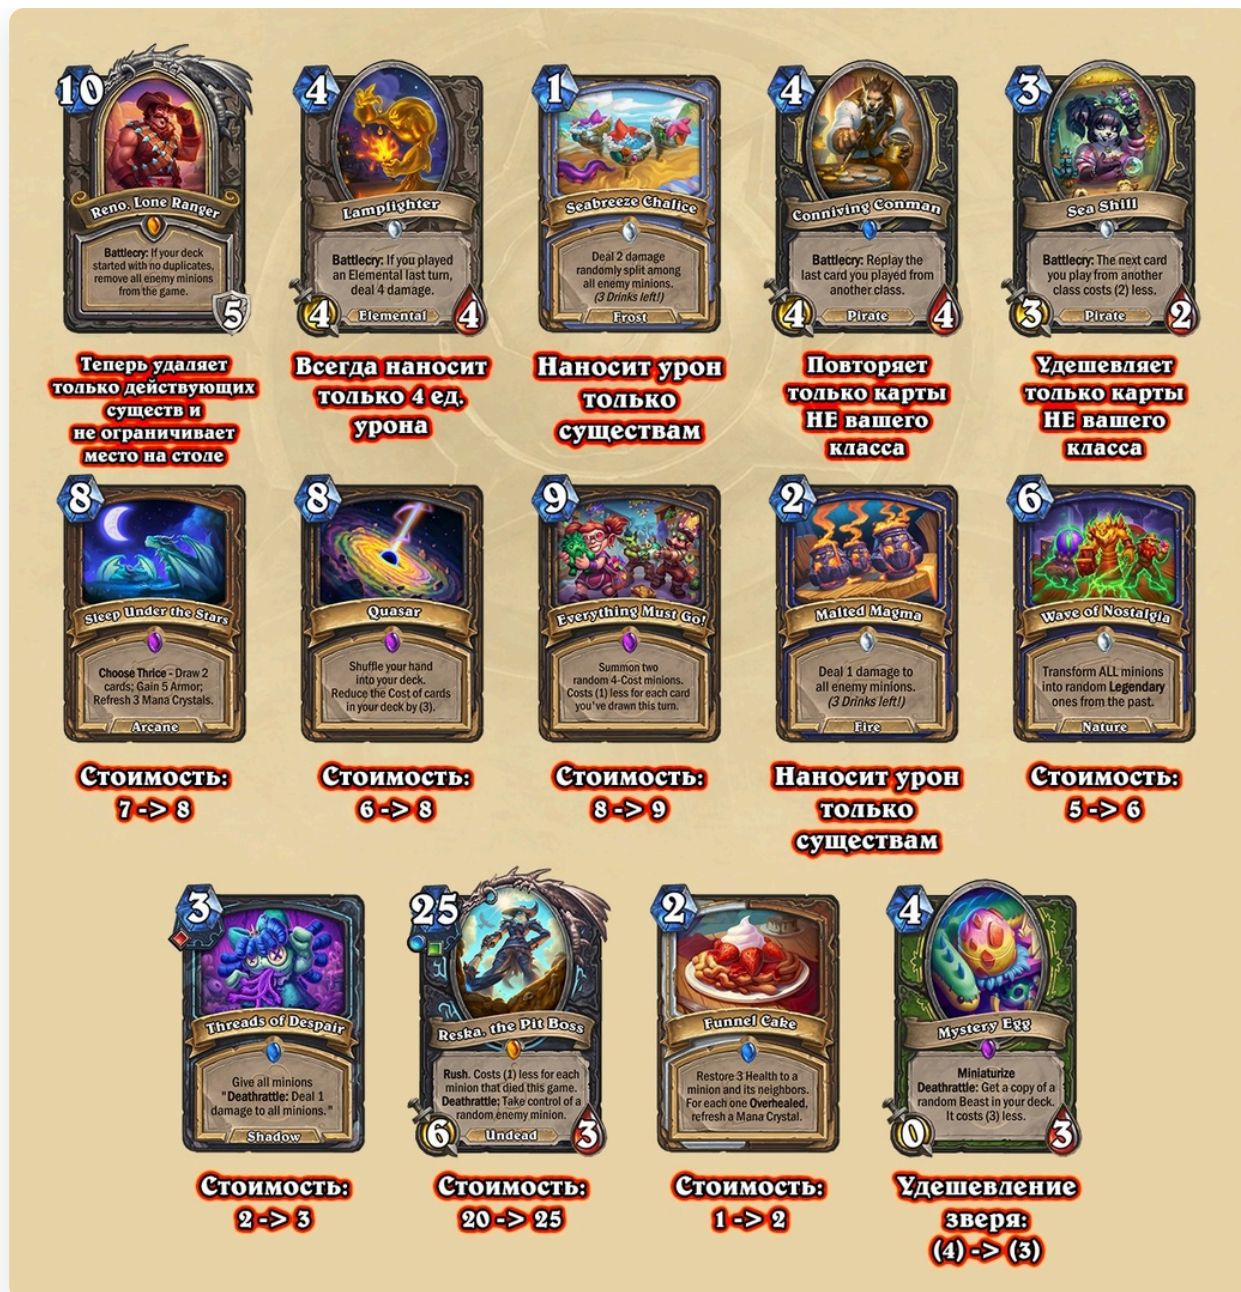 10
Reno, Lone Ranger
Battlecry: If your deck
started with no duplicates,
remove all enemy minions
from the game.
5
Теперь удаляет
только действующих
существ и
не ограничивает
место на столе
4
Lamplighter
Battlecry: If you played
an Elemental last turn,
deal 4 damage.
4
Elemental
4
Всегда наносит
только 4 ед.
урона
1
Seabreeze Chalice
Deal 2 damage
randomly split among
all enemy minions.
(3 Drinks left!)
Frost
Наносит урон
только
существам
4
Conniving Conman
Battlecry: Replay the
last card you played from
another class.
4
Pirate
4
Повторяет
только карты
НЕ вашего
класса
3
Sea Shill
Battlecry: The next card
you play from another
class costs (2) less.
3
Pirate
2
Удешевляет
только карты
НЕ вашего
класса
8
Sleep Under the Stars
Choose Thrice - Draw 2
cards; Gain 5 Armor;
Refresh 3 Mana Crystals.
Arcane
Стоимость:
7 -> 8
8
Quasar
Shuffle your hand
into your deck.
Reduce the Cost of cards
in your deck by (3).
Стоимость:
6 -> 8
9
Everything Must Go!
Summon two
random 4-Cost minions.
Costs (1) less for each card
you've drawn this turn.
Стоимость:
8 -> 9
2
Malted Magma
Deal 1 damage to
all enemy minions.
(3 Drinks left!)
Fire
Наносит урон
только
существам
6
Wave of Nostalgia
Transform ALL minions
into random Legendary
ones from the past.
Nature
Стоимость:
5 -> 6
3
Threads of Despair
Give all minions
"Deathrattle: Deal 1
damage to all minions."
Shadow
Стоимость:
2 -> 3
25
Reska, the Pit Boss
Rush. Costs (1) less for each
minion that died this game.
Deathrattle: Take control of a
random enemy minion.
6
Undead
3
Стоимость:
20 -> 25
2
Funnel Cake
Restore 3 Health to a
minion and its neighbors.
For each one Overhealed,
refresh a Mana Crystal.
Стоимость:
1 -> 2
4
Mystery Egg
Miniaturize
Deathrattle: Get a copy of a
random Beast in your deck.
It costs (3) less.
0
3
Удешевление
зверя:
(4) -> (3)